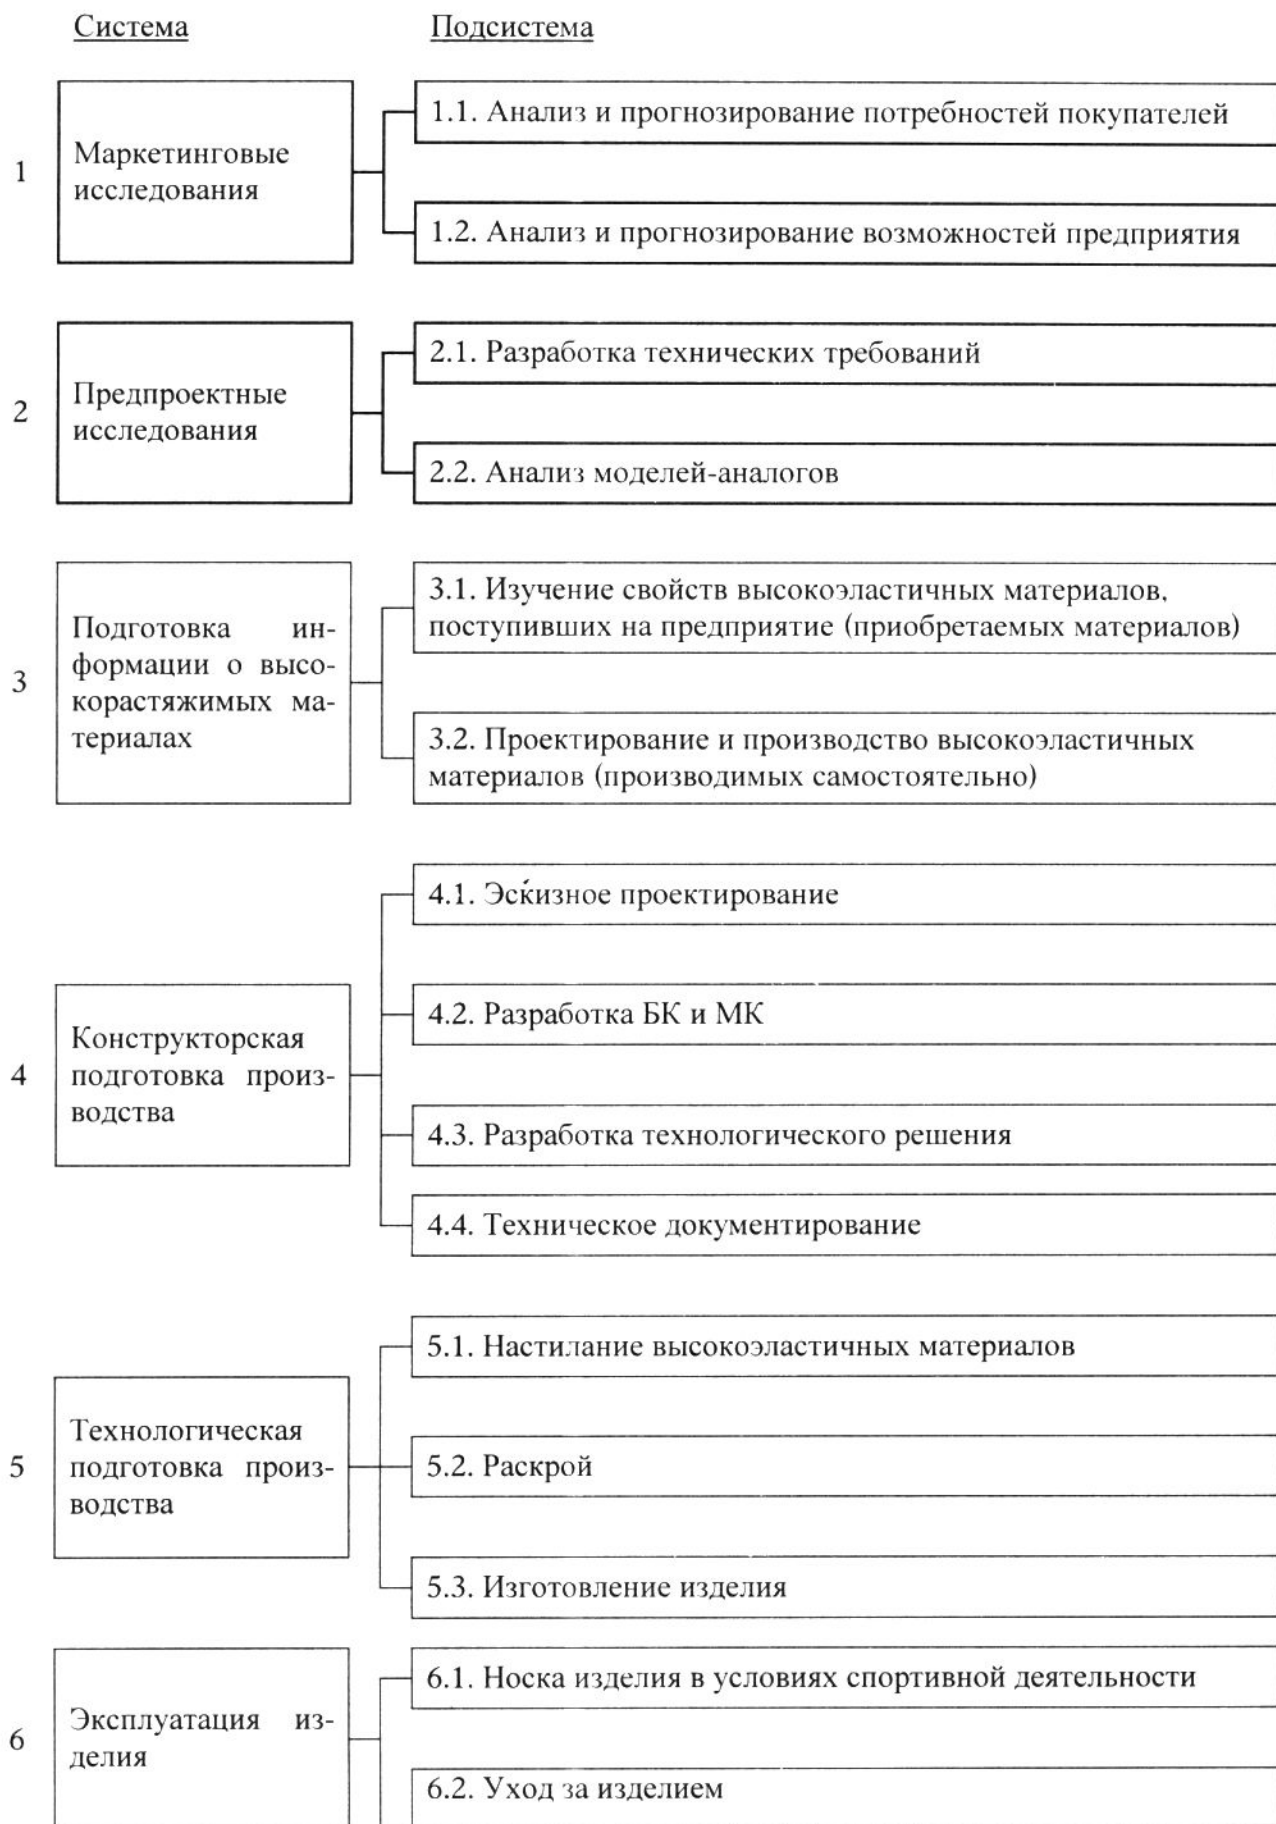 Система Подсистема
1
Маркетинговые
исследования
1.1. Анализ и прогнозирование потребностей покупателей
1.2. Анализ и прогнозирование возможностей предприятия
2
Предпроектные
исследования
2.1. Разработка технических требований
2.2. Анализ моделей-аналогов
3
Подготовка ин-
формации о высо-
корастяжимых ма-
териалах
3.1. Изучение свойств высокоэластичных материалов,
поступивших на предприятие (приобретаемых материалов)
3.2. Проектирование и производство высокоэластичных
материалов (производимых самостоятельно)
4
Конструкторская
подготовка произ-
водства
4.1. Эскизное проектирование
4.2. Разработка БК и МК
4.3. Разработка технологического решения
4.4. Техническое документирование
5
Технологическая
подготовка произ-
водства
5.1. Настилание высокоэластичных материалов
5.2. Раскрой
5.3. Изготовление изделия
6
Эксплуатация из-
делия
6.1. Носка изделия в условиях спортивной деятельности
6.2. Уход за изделием